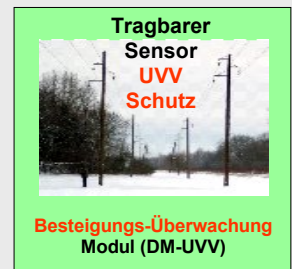 Tragbarer
Sensor
UVV
Schutz
Besteigungs-Überwachung
Modul (DM-UVV)